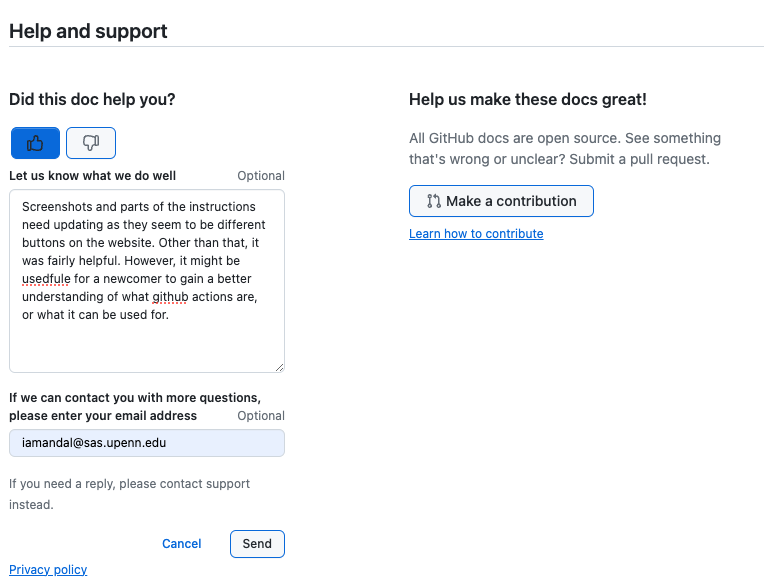 Help and support
Did this doc help you?
Let us know what we do well Optional
Screenshots and parts of the instructions
need updating as they seem to be different
buttons on the website. Other than that, it
was fairly helpful. However, it might be
usedfule for a newcomer to gain a better
understanding of what github actions are,
or what it can be used for.
If we can contact you with more questions,
please enter your email address Optional
iamandal@sas.upenn.edu
If you need a reply, please contact support
instead.
Cancel Send
Privacy policy
Help us make these docs great!
All GitHub docs are open source. See something
that's wrong or unclear? Submit a pull request.
Make a contribution
Learn how to contribute